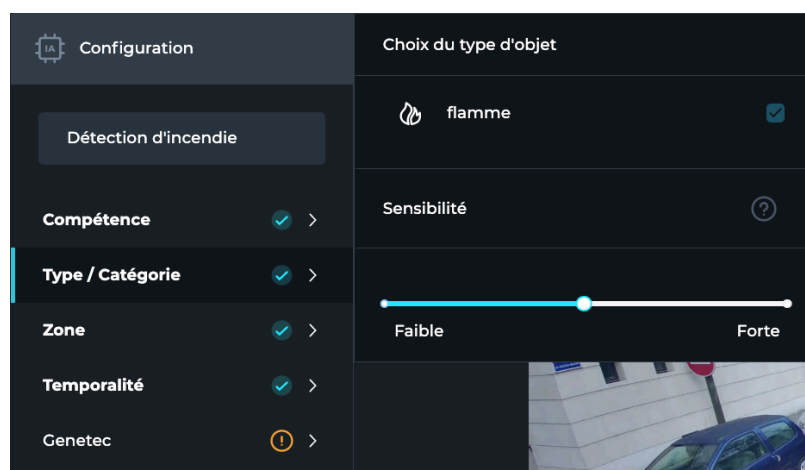 IA
Configuration
Détection d'incendie
Compétence
Type / Catégorie
Zone
Temporalité
Genetec
!
Choix du type d'objet
flamme
Sensibilité
?
Faible
Forte